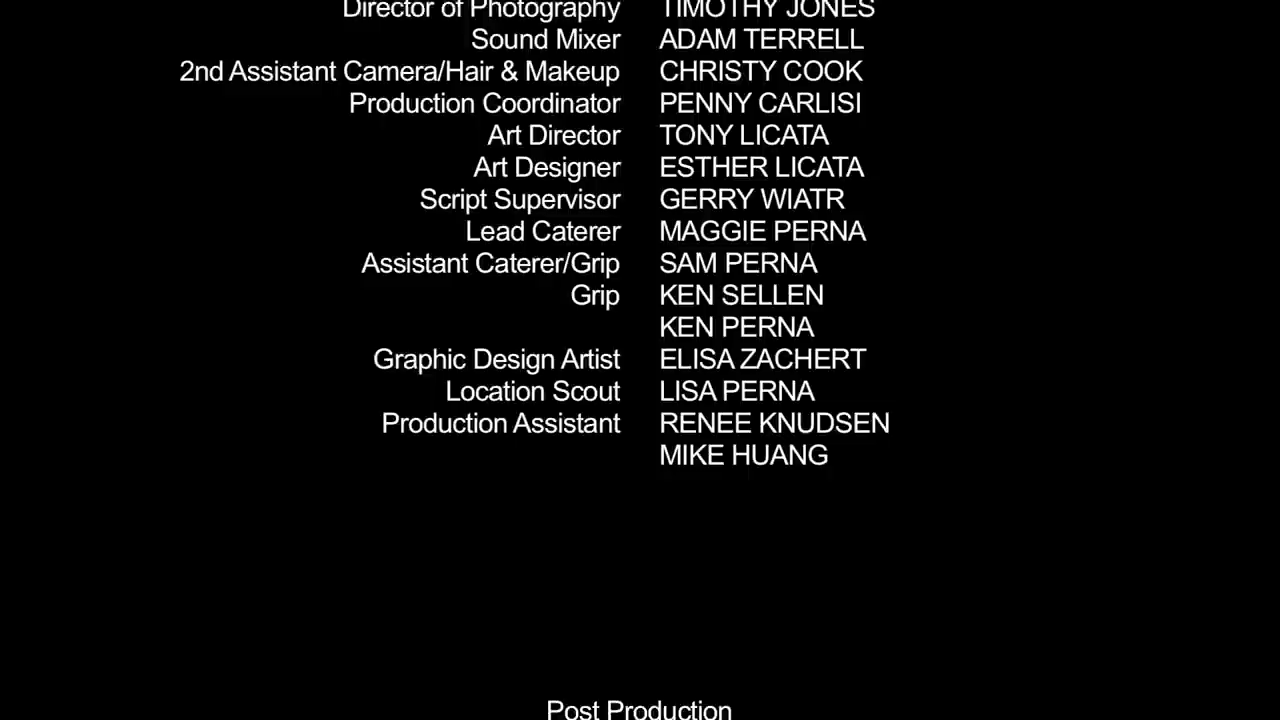 Director of Photography TIMOTHY JONES
Sound Mixer ADAM TERRELL
2nd Assistant Camera/Hair & Makeup CHRISTY COOK
Production Coordinator PENNY CARLISI
Art Director TONY LICATA
Art Designer ESTHER LICATA
Script Supervisor GERRY WIATR
Lead Caterer MAGGIE PERNA
Assistant Caterer/Grip SAM PERNA
Grip KEN SELLEN
KEN PERNA
Graphic Design Artist ELISA ZACHERT
Location Scout LISA PERNA
Production Assistant RENEE KNUDSEN
MIKE HUANG
Post Production